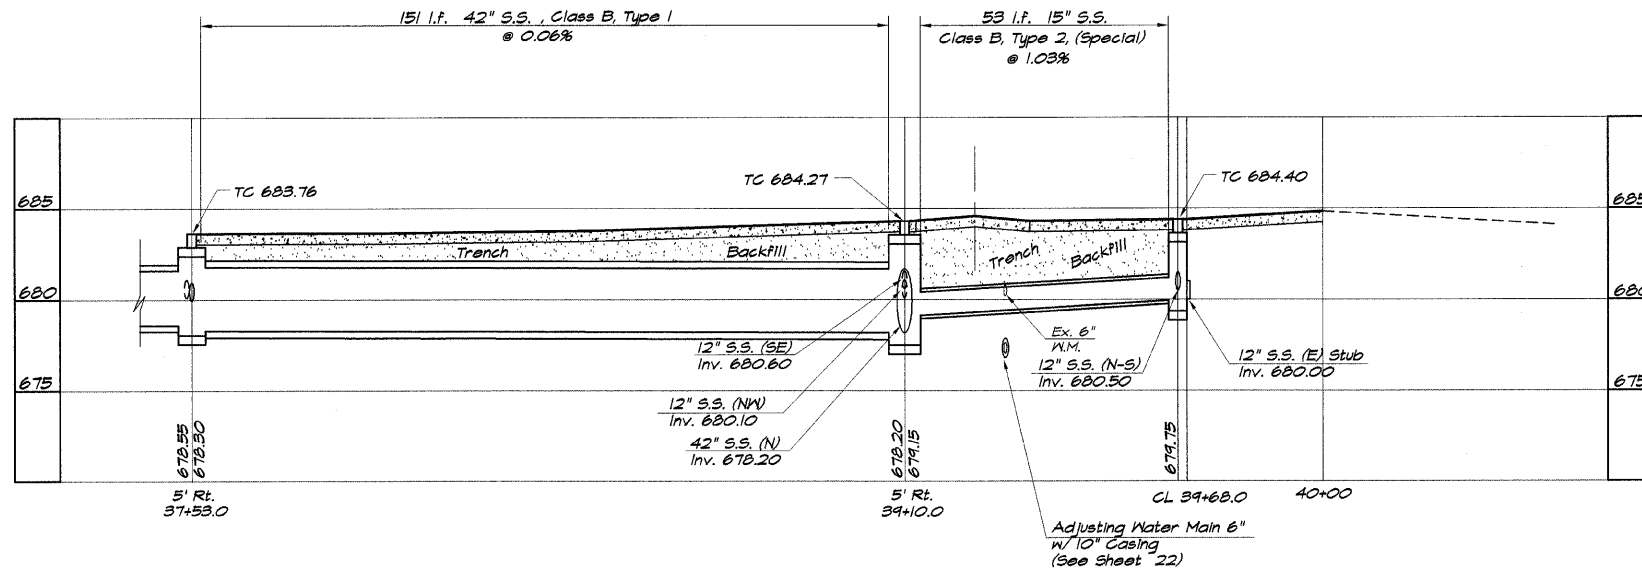 151 l.f. 42" S.S. , Class B, Type 1
@ 0.06%
53 l.f. 15" S.S.
Class B, Type 2, (Special)
@ 1.03%
TC 683.76
TC 684.27
TC 684.40
685
685
Trench Backfill
Trench Backfill
680
680
12" S.S. (SE)
Inv. 680.60
Ex. 6"
W.M.
12" S.S. (N-S)
Inv. 680.50
12" S.S. (E) Stub
Inv. 680.00
675
675
12" S.S. (NW)
Inv. 680.10
42" S.S. (N)
Inv. 678.20
678.55
678.30
678.20
679.15
679.75
5' Rt.
37+53.0
5' Rt.
39+10.0
CL 39+68.0
40+00
Adjusting Water Main 6"
w/ 10" Casing
(See Sheet 22)